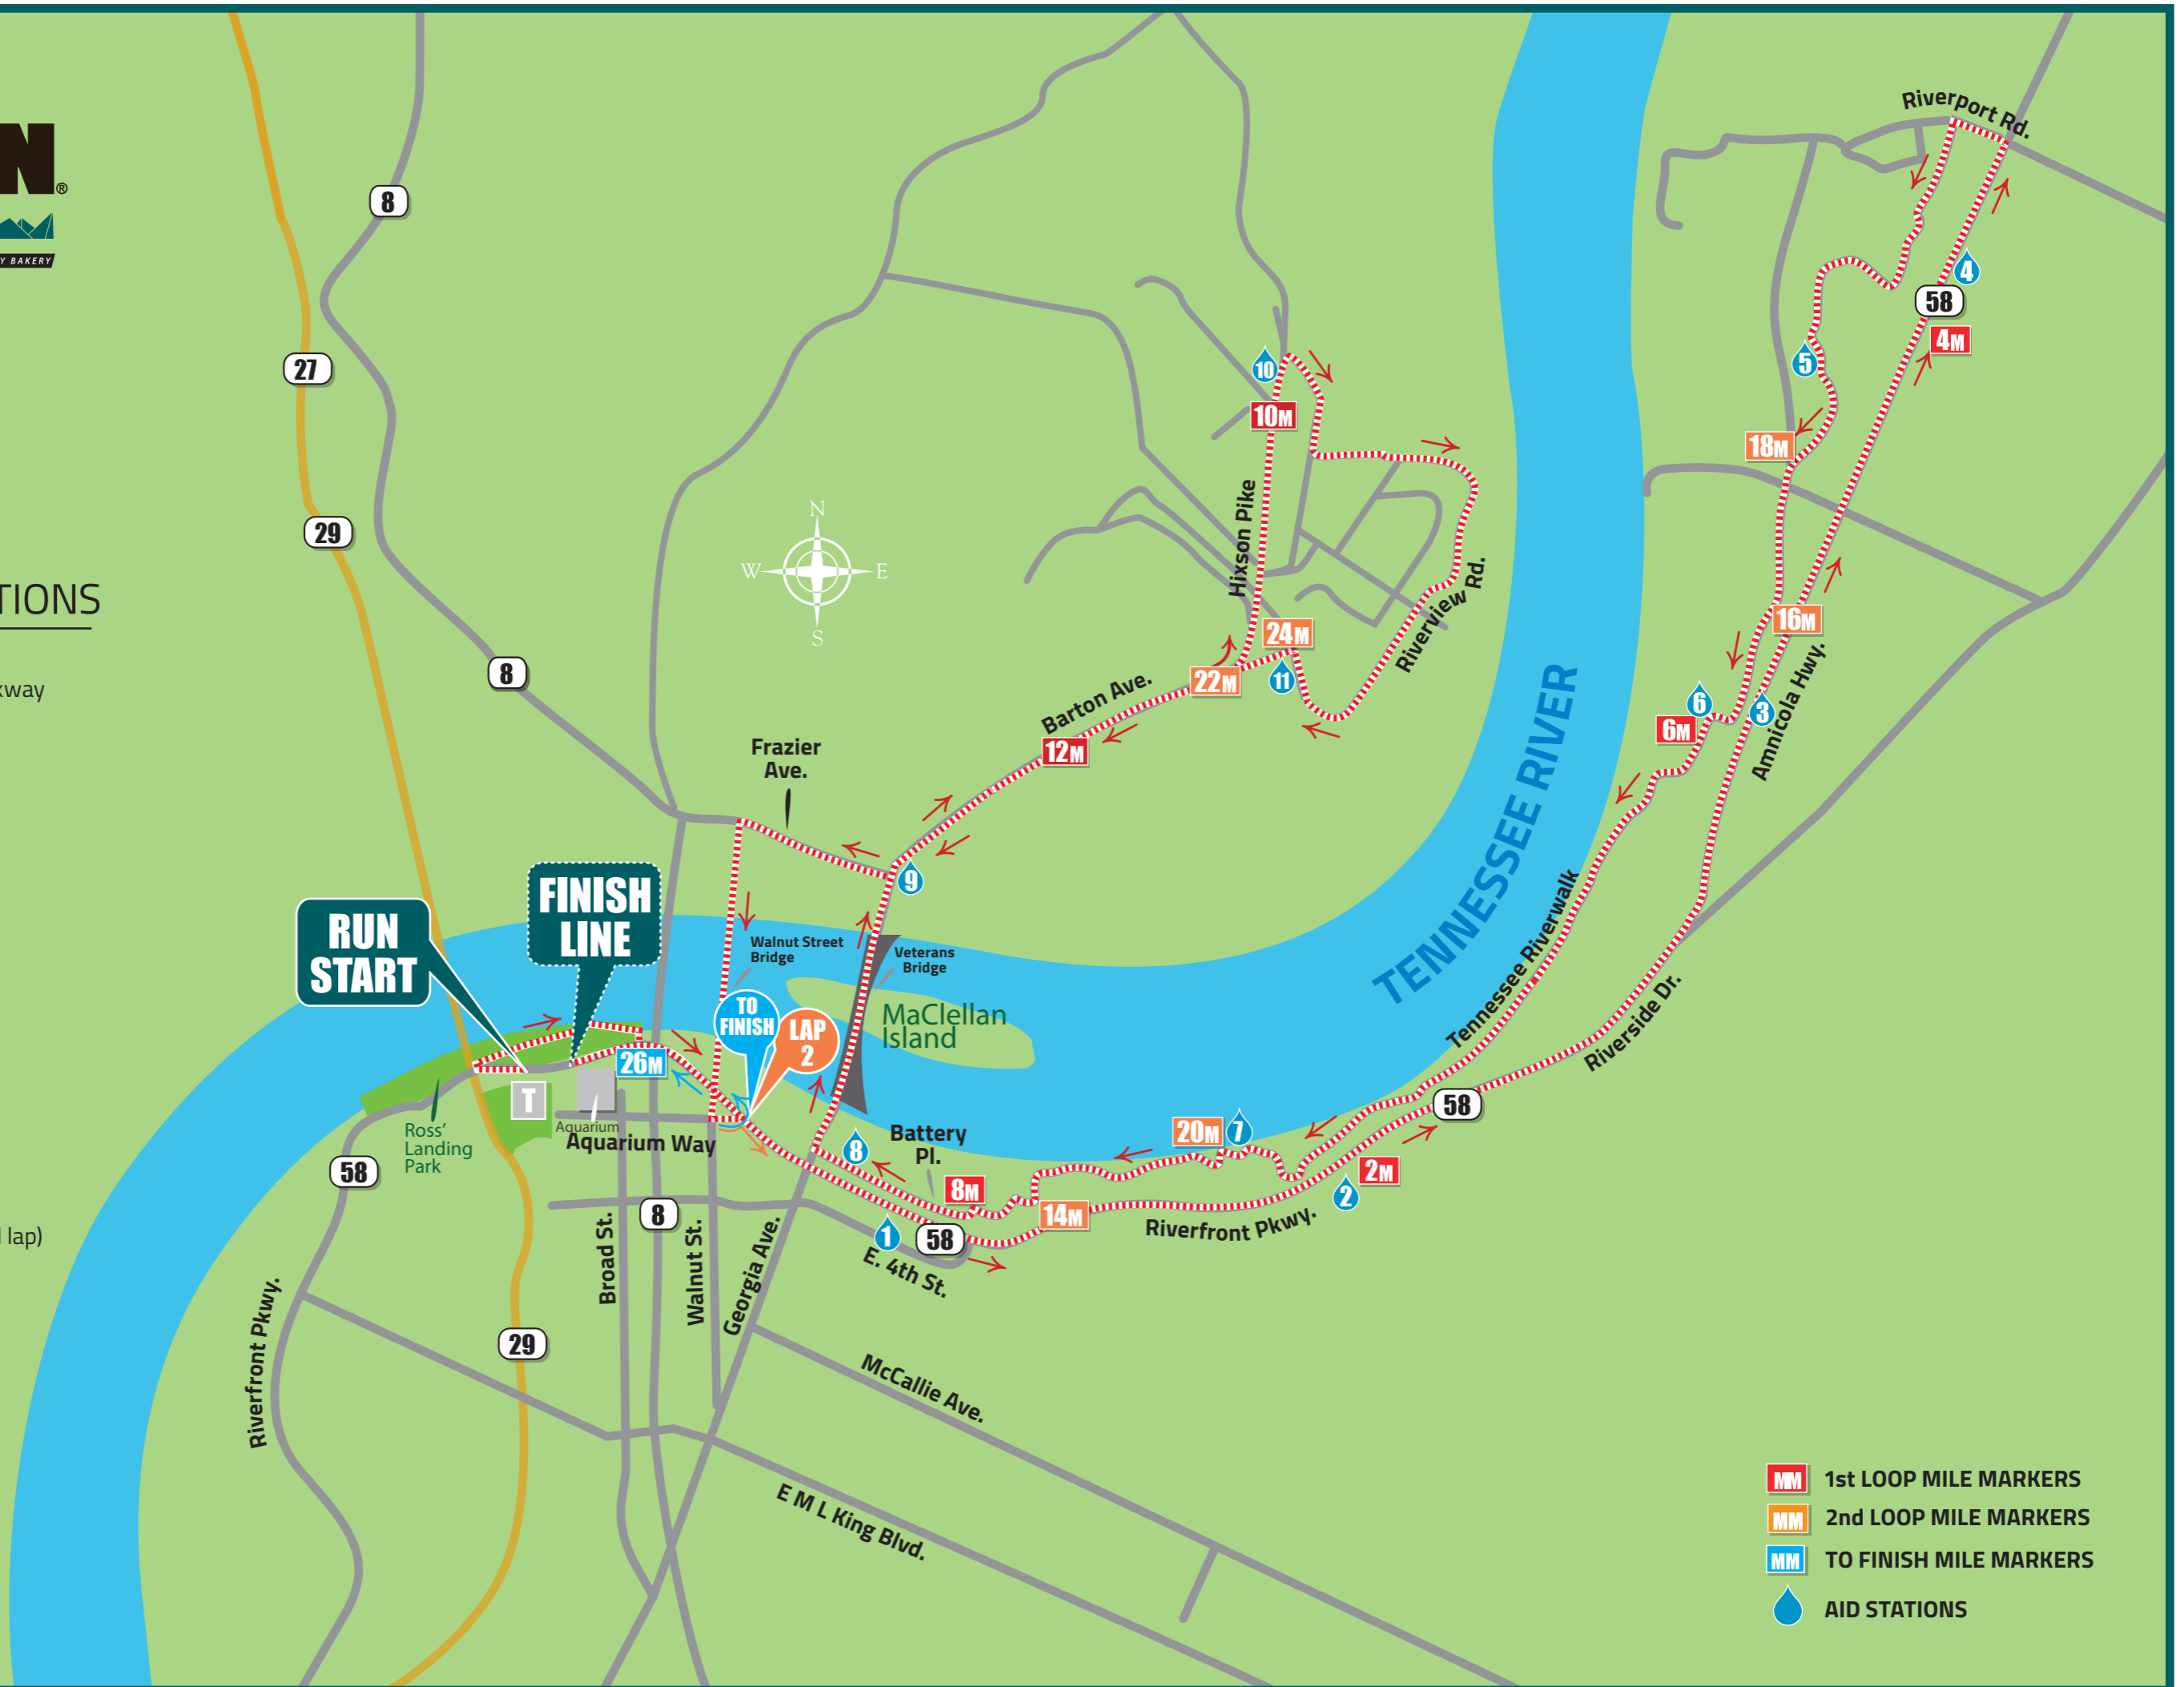 N®
Y BAKERY
TIONS
kway
l lap)
8
27
29
8
N
W E
S
Frazier
Ave.
Barton Ave.
Hixson Pike
Riverview Rd.
Riverport Rd.
10
10M
24M
22M
11
12M
9
4
58
4M
5
18M
16M
6
6M
3
Amnicola Hwy.
TENNESSEE RIVER
Tennessee Riverwalk
Riverside Dr.
RUN
START
FINISH
LINE
Walnut Street
Bridge
Veterans
Bridge
MaClellan
Island
TO
FINISH
LAP
2
26M
T
Aquarium
Aquarium Way
Ross'
Landing
Park
58
Battery
Pl.
8
8M
20M
7
58
2M
2
14M
Riverfront Pkwy.
1
58
E. 4th St.
8
Broad St.
Walnut St.
Georgia Ave.
29
Riverfront Pkwy.
McCallie Ave.
E M L King Blvd.
MM 1st LOOP MILE MARKERS
MM 2nd LOOP MILE MARKERS
MM TO FINISH MILE MARKERS
AID STATIONS